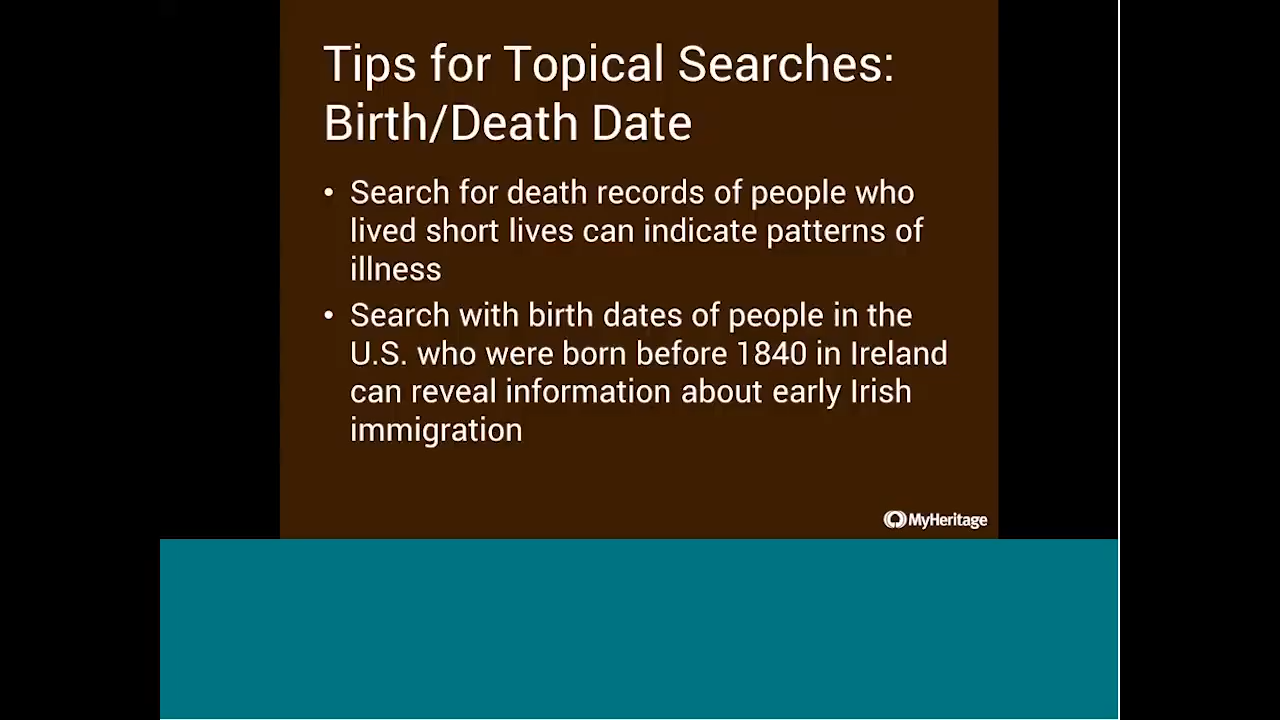 Tips for Topical Searches:
Birth/Death Date
• Search for death records of people who
lived short lives can indicate patterns of
illness
• Search with birth dates of people in the
U.S. who were born before 1840 in Ireland
can reveal information about early Irish
immigration
MyHeritage